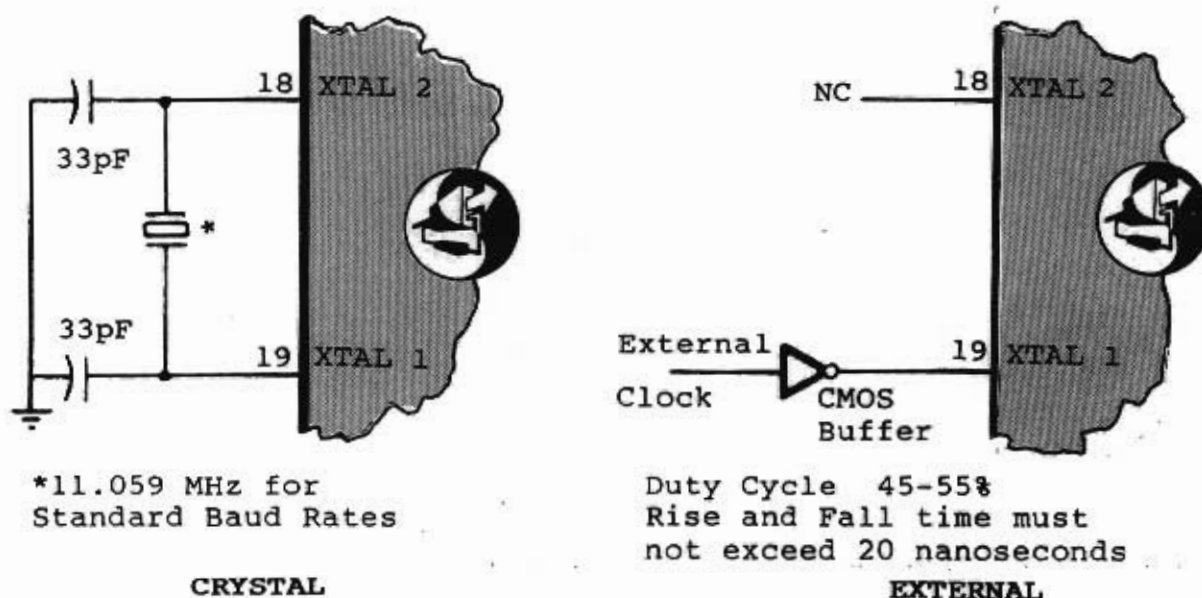 18
XTAL 2
33pF
*
33pF
19
XTAL 1
*11.059 MHz for
Standard Baud Rates
CRYSTAL
NC
18
XTAL 2
External
Clock
19
XTAL 1
CMOS
Buffer
Duty Cycle 45-55%
Rise and Fall time must
not exceed 20 nanoseconds
EXTERNAL